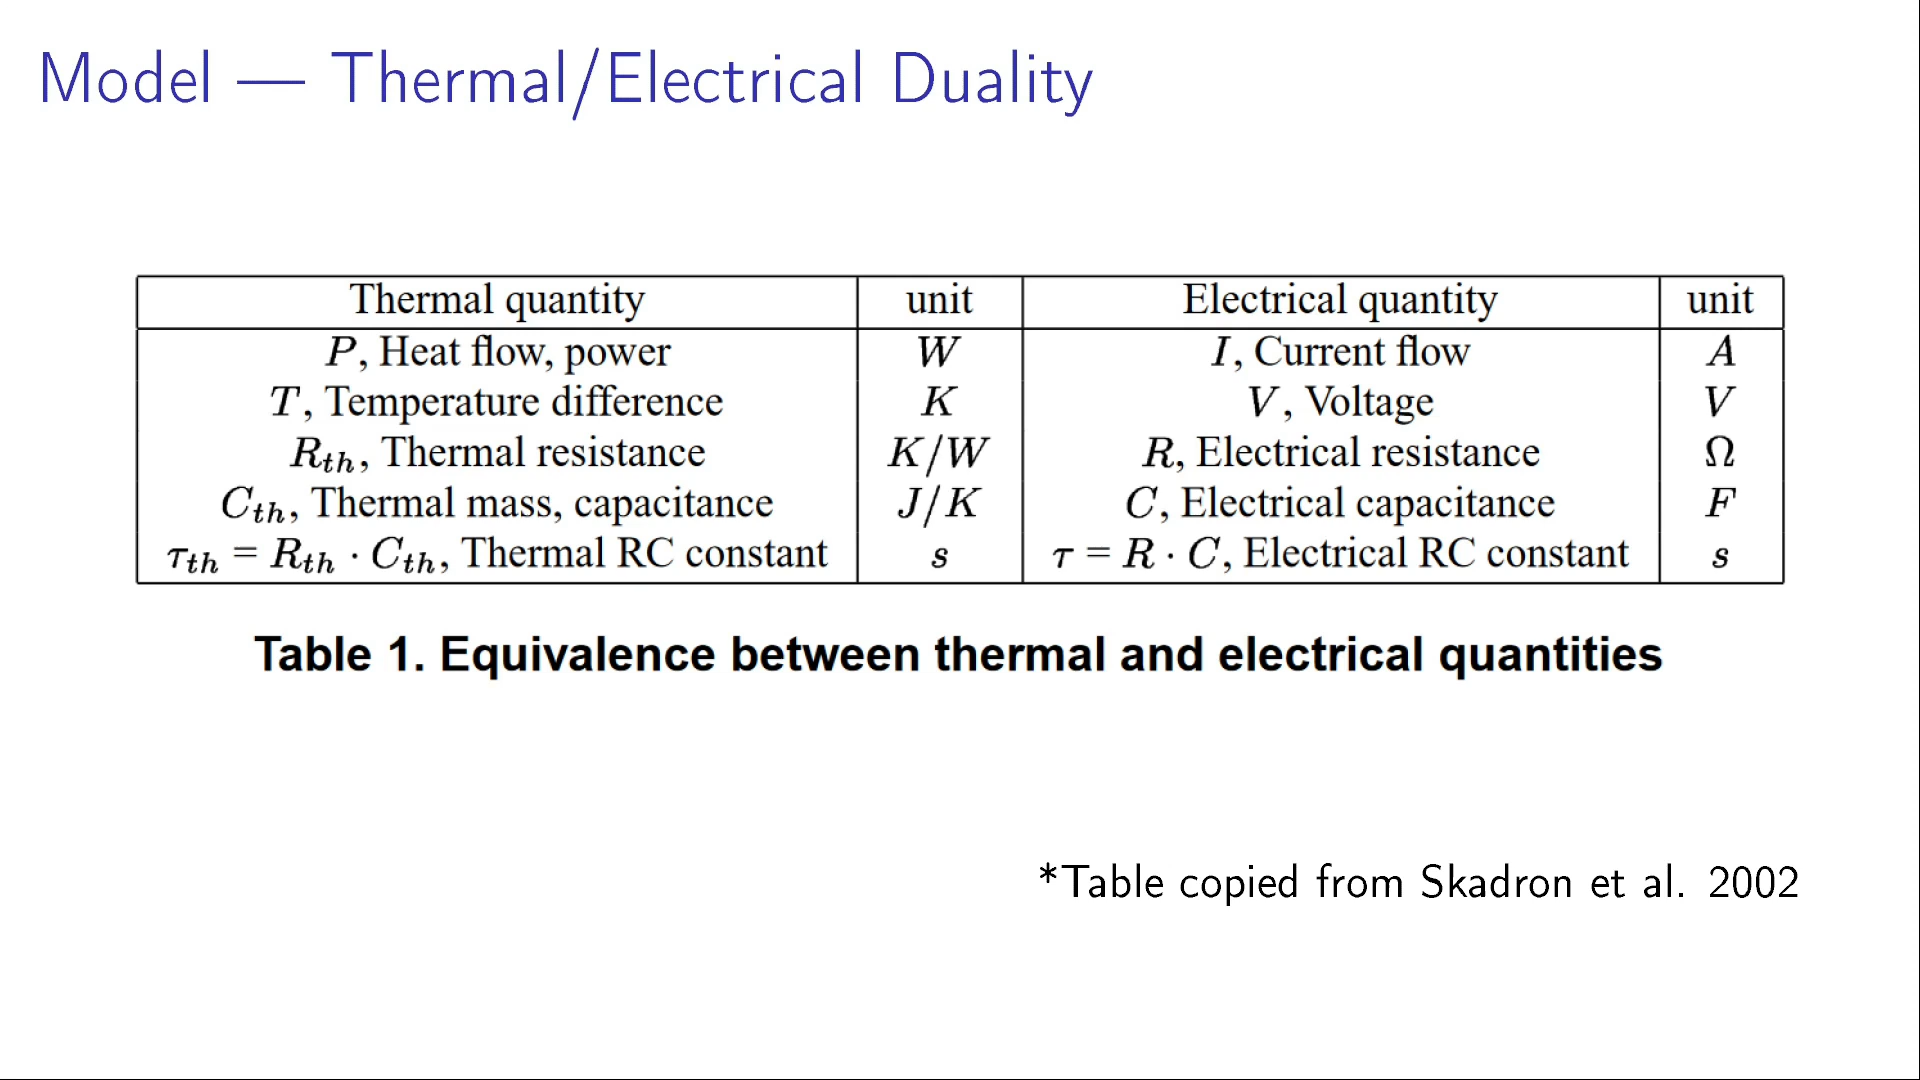 Model — Thermal/Electrical Duality
Thermal quantity unit Electrical quantity unit
P, Heat flow, power W I, Current flow A
T, Temperature difference K V, Voltage V
R_th, Thermal resistance K/W R, Electrical resistance Ω
C_th, Thermal mass, capacitance J/K C, Electrical capacitance F
τ_th = R_th · C_th, Thermal RC constant s τ = R · C, Electrical RC constant s
Table 1. Equivalence between thermal and electrical quantities
*Table copied from Skadron et al. 2002